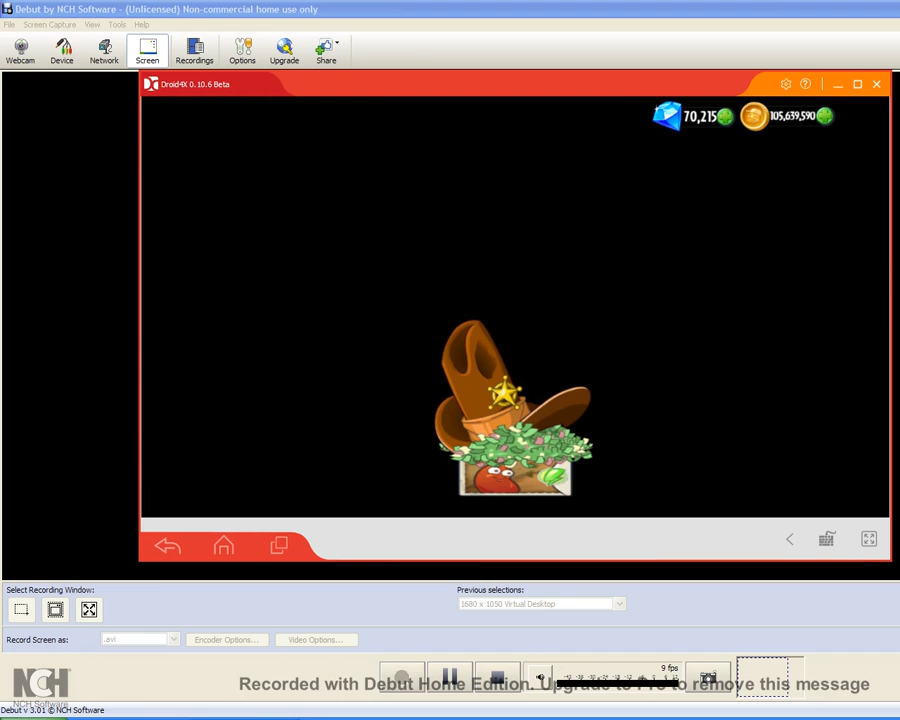 Debut by NCH Software - (Unlicensed) Non-commercial home use only
File Screen Capture View Tools Help
Webcam Device Network Screen Recordings Options Upgrade Share
Droid4X 0.10.6 Beta
70,215 105,639,590
Select Recording Window:
Previous selections:
1680 x 1050 Virtual Desktop
Record Screen as: .avi Encoder Options... Video Options...
9 fps
Recorded with Debut Home Edition. Upgrade to Pro to remove this message
NCH
NCH Software
Debut v 3.01 © NCH Software